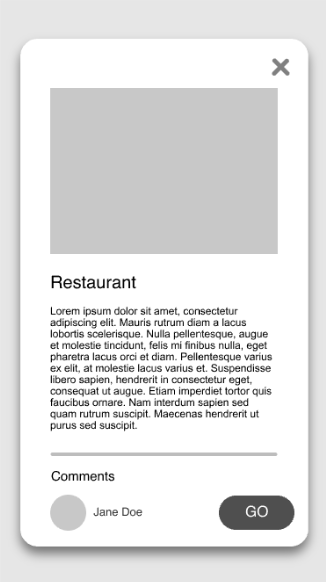 Restaurant
Lorem ipsum dolor sit amet, consectetur
adipiscing elit. Mauris rutrum diam a lacus
lobortis scelerisque. Nulla pellentesque, augue
et molestie tincidunt, felis mi finibus nulla, eget
pharetra lacus orci et diam. Pellentesque varius
ex elit, at molestie lacus varius et. Suspendisse
libero sapien, hendrerit in consectetur eget,
consequat ut augue. Etiam imperdiet tortor quis
faucibus ornare. Nam interdum sapien sed
quam rutrum suscipit. Maecenas hendrerit ut
purus sed suscipit.
Comments
Jane Doe
GO